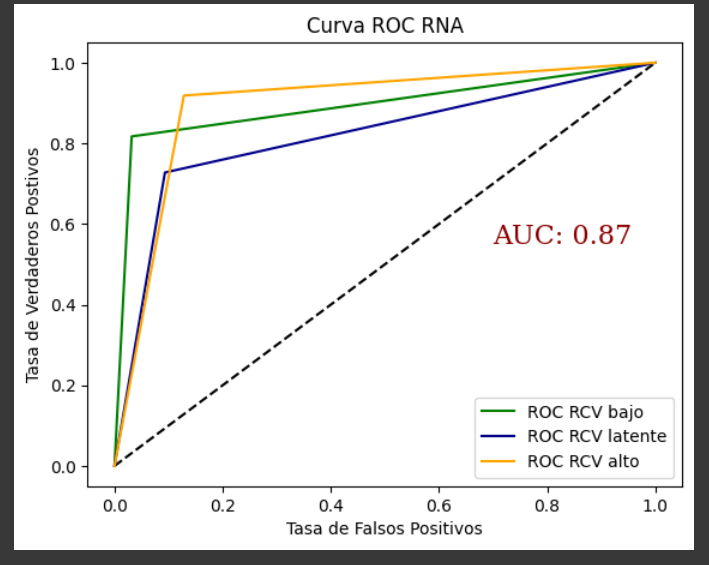 Curva ROC RNA
Tasa de Verdaderos Postivos
1.0
0.8
0.6
0.4
0.2
0.0
AUC: 0.87
ROC RCV bajo
ROC RCV latente
ROC RCV alto
0.0 0.2 0.4 0.6 0.8 1.0
Tasa de Falsos Positivos